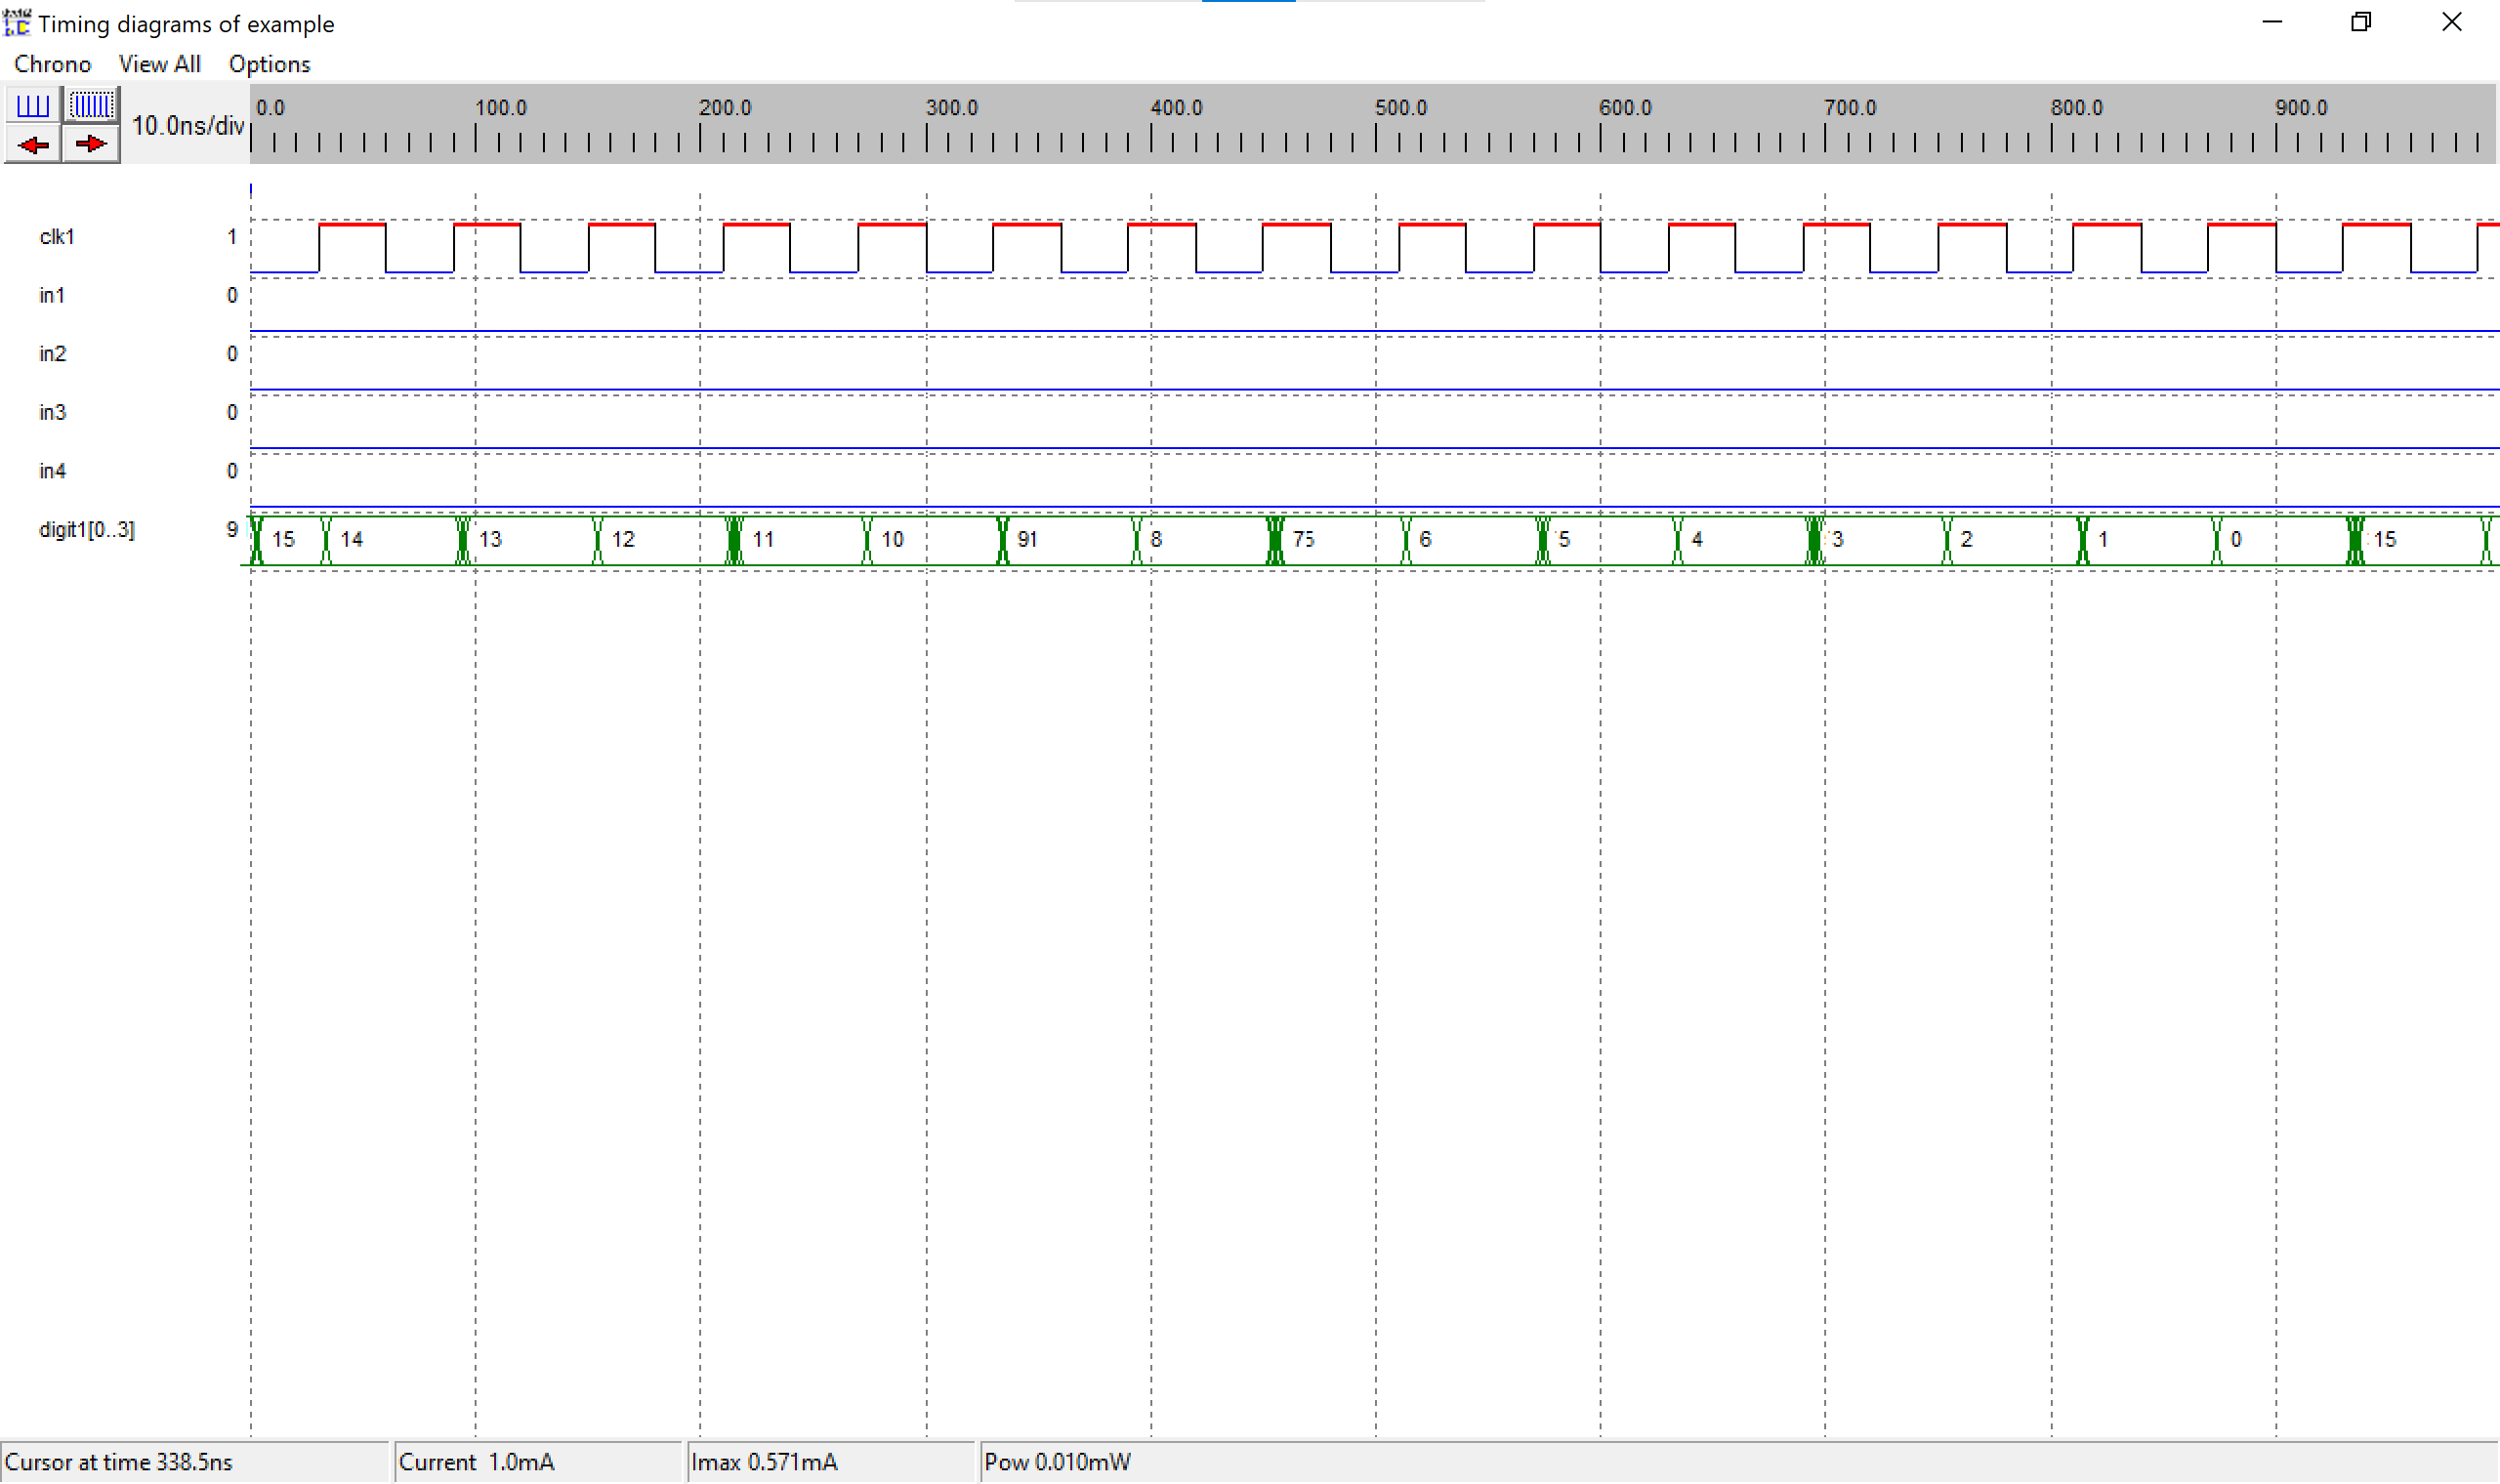 Timing diagrams of example
Chrono View All Options
10.0ns/div 0.0 100.0 200.0 300.0 400.0 500.0 600.0 700.0 800.0 900.0
clk1 1
in1 0
in2 0
in3 0
in4 0
digit1[0..3] 9 15 14 13 12 11 10 91 8 75 6 5 4 3 2 1 0 15
Cursor at time 338.5ns Current 1.0mA Imax 0.571mA Pow 0.010mW